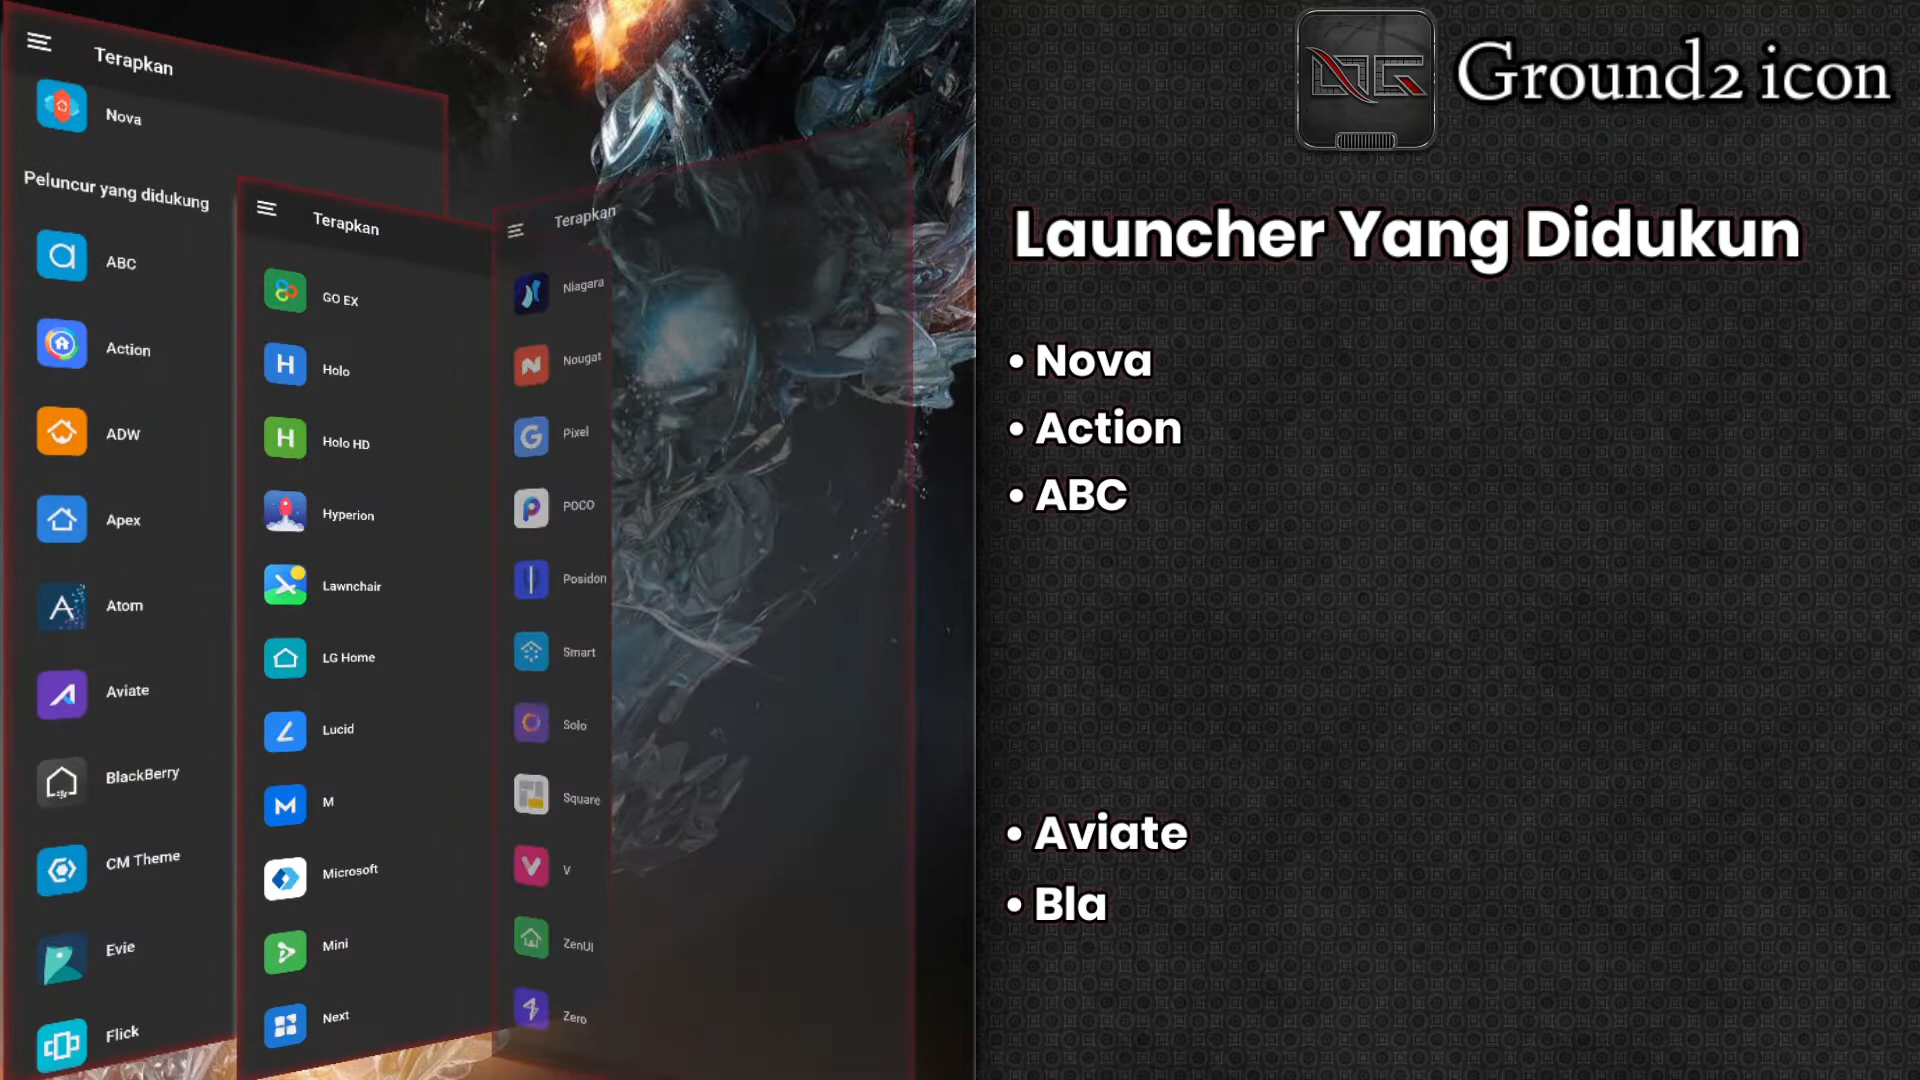 Terapkan
Nova
Peluncur yang didukung
ABC
Action
ADW
Apex
Atom
Aviate
BlackBerry
CM Theme
Evie
Flick
Terapkan
GO EX
Holo
Holo HD
Hyperion
Lawnchair
LG Home
Lucid
M
Microsoft
Mini
Next
Terapkan
Niagara
Nougat
Pixel
POCO
Posidon
Smart
Solo
Square
V
ZenUI
Zero
Ground2 icon
Launcher Yang Didukun
• Nova
• Action
• ABC
• Aviate
• Bla